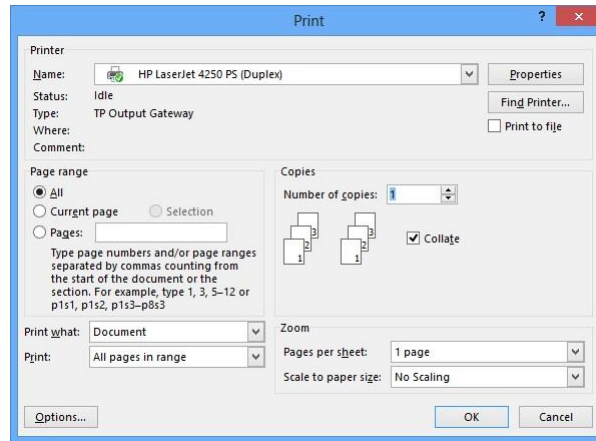 Print
?
x
Printer
Name: HP LaserJet 4250 PS (Duplex)
Properties
Status: Idle
Find Printer...
Type: TP Output Gateway
Where:
Print to file
Comment:
Page range
All
Current page
Selection
Pages:
Type page numbers and/or page ranges
separated by commas counting from
the start of the document or the
section. For example, type 1, 3, 5–12 or
p1s1, p1s2, p1s3–p8s3
Copies
Number of copies: 1
3 3
2 2
1 1
Collate
Print what: Document
Print: All pages in range
Zoom
Pages per sheet: 1 page
Scale to paper size: No Scaling
Options...
OK
Cancel